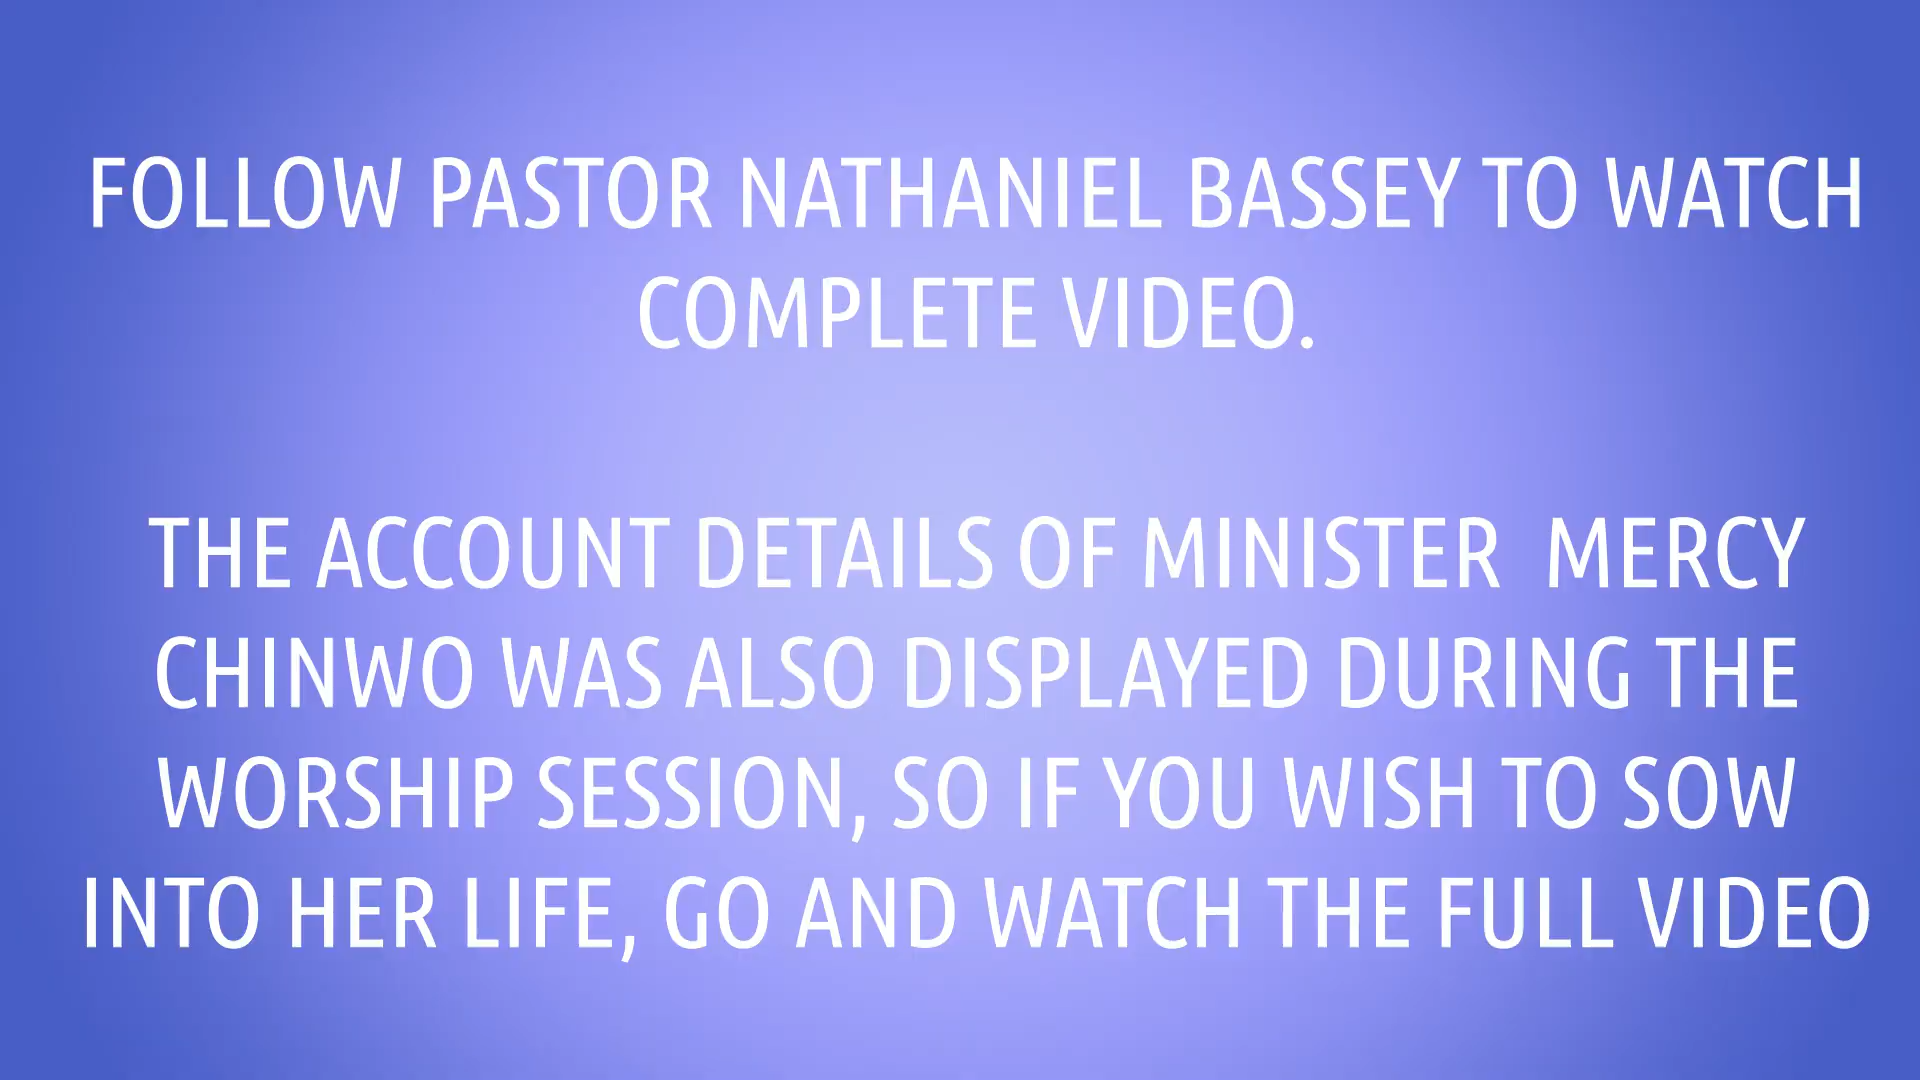 FOLLOW PASTOR NATHANIEL BASSEY TO WATCH
COMPLETE VIDEO.
THE ACCOUNT DETAILS OF MINISTER  MERCY
CHINWO WAS ALSO DISPLAYED DURING THE
WORSHIP SESSION, SO IF YOU WISH TO SOW
INTO HER LIFE, GO AND WATCH THE FULL VIDEO